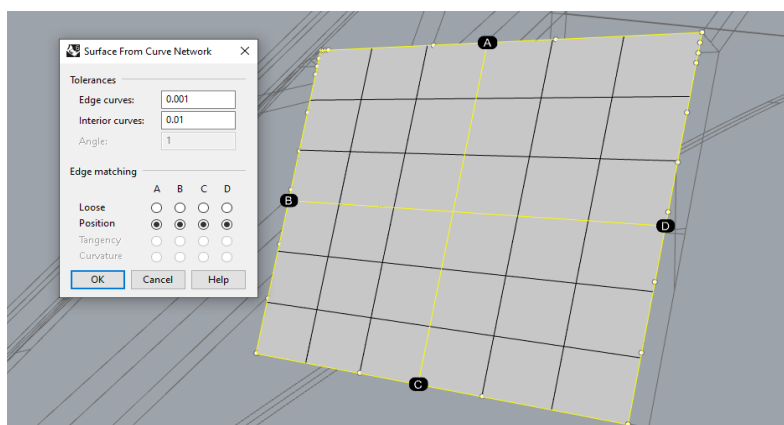 Surface From Curve Network
Tolerances
Edge curves: 0.001
Interior curves: 0.01
Angle: 1
Edge matching
A B C D
Loose
Position
Tangency
Curvature
OK Cancel Help
A
B
D
C